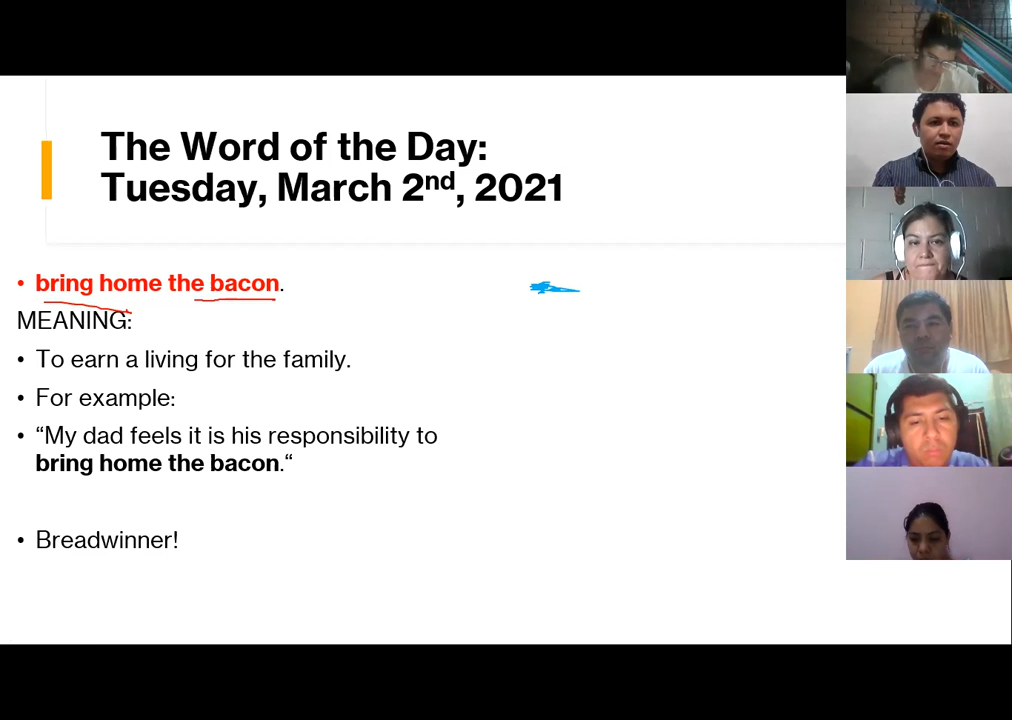 The Word of the Day:
Tuesday, March 2nd, 2021
• bring home the bacon.
MEANING:
• To earn a living for the family.
• For example:
• “My dad feels it is his responsibility to
bring home the bacon.“
• Breadwinner!